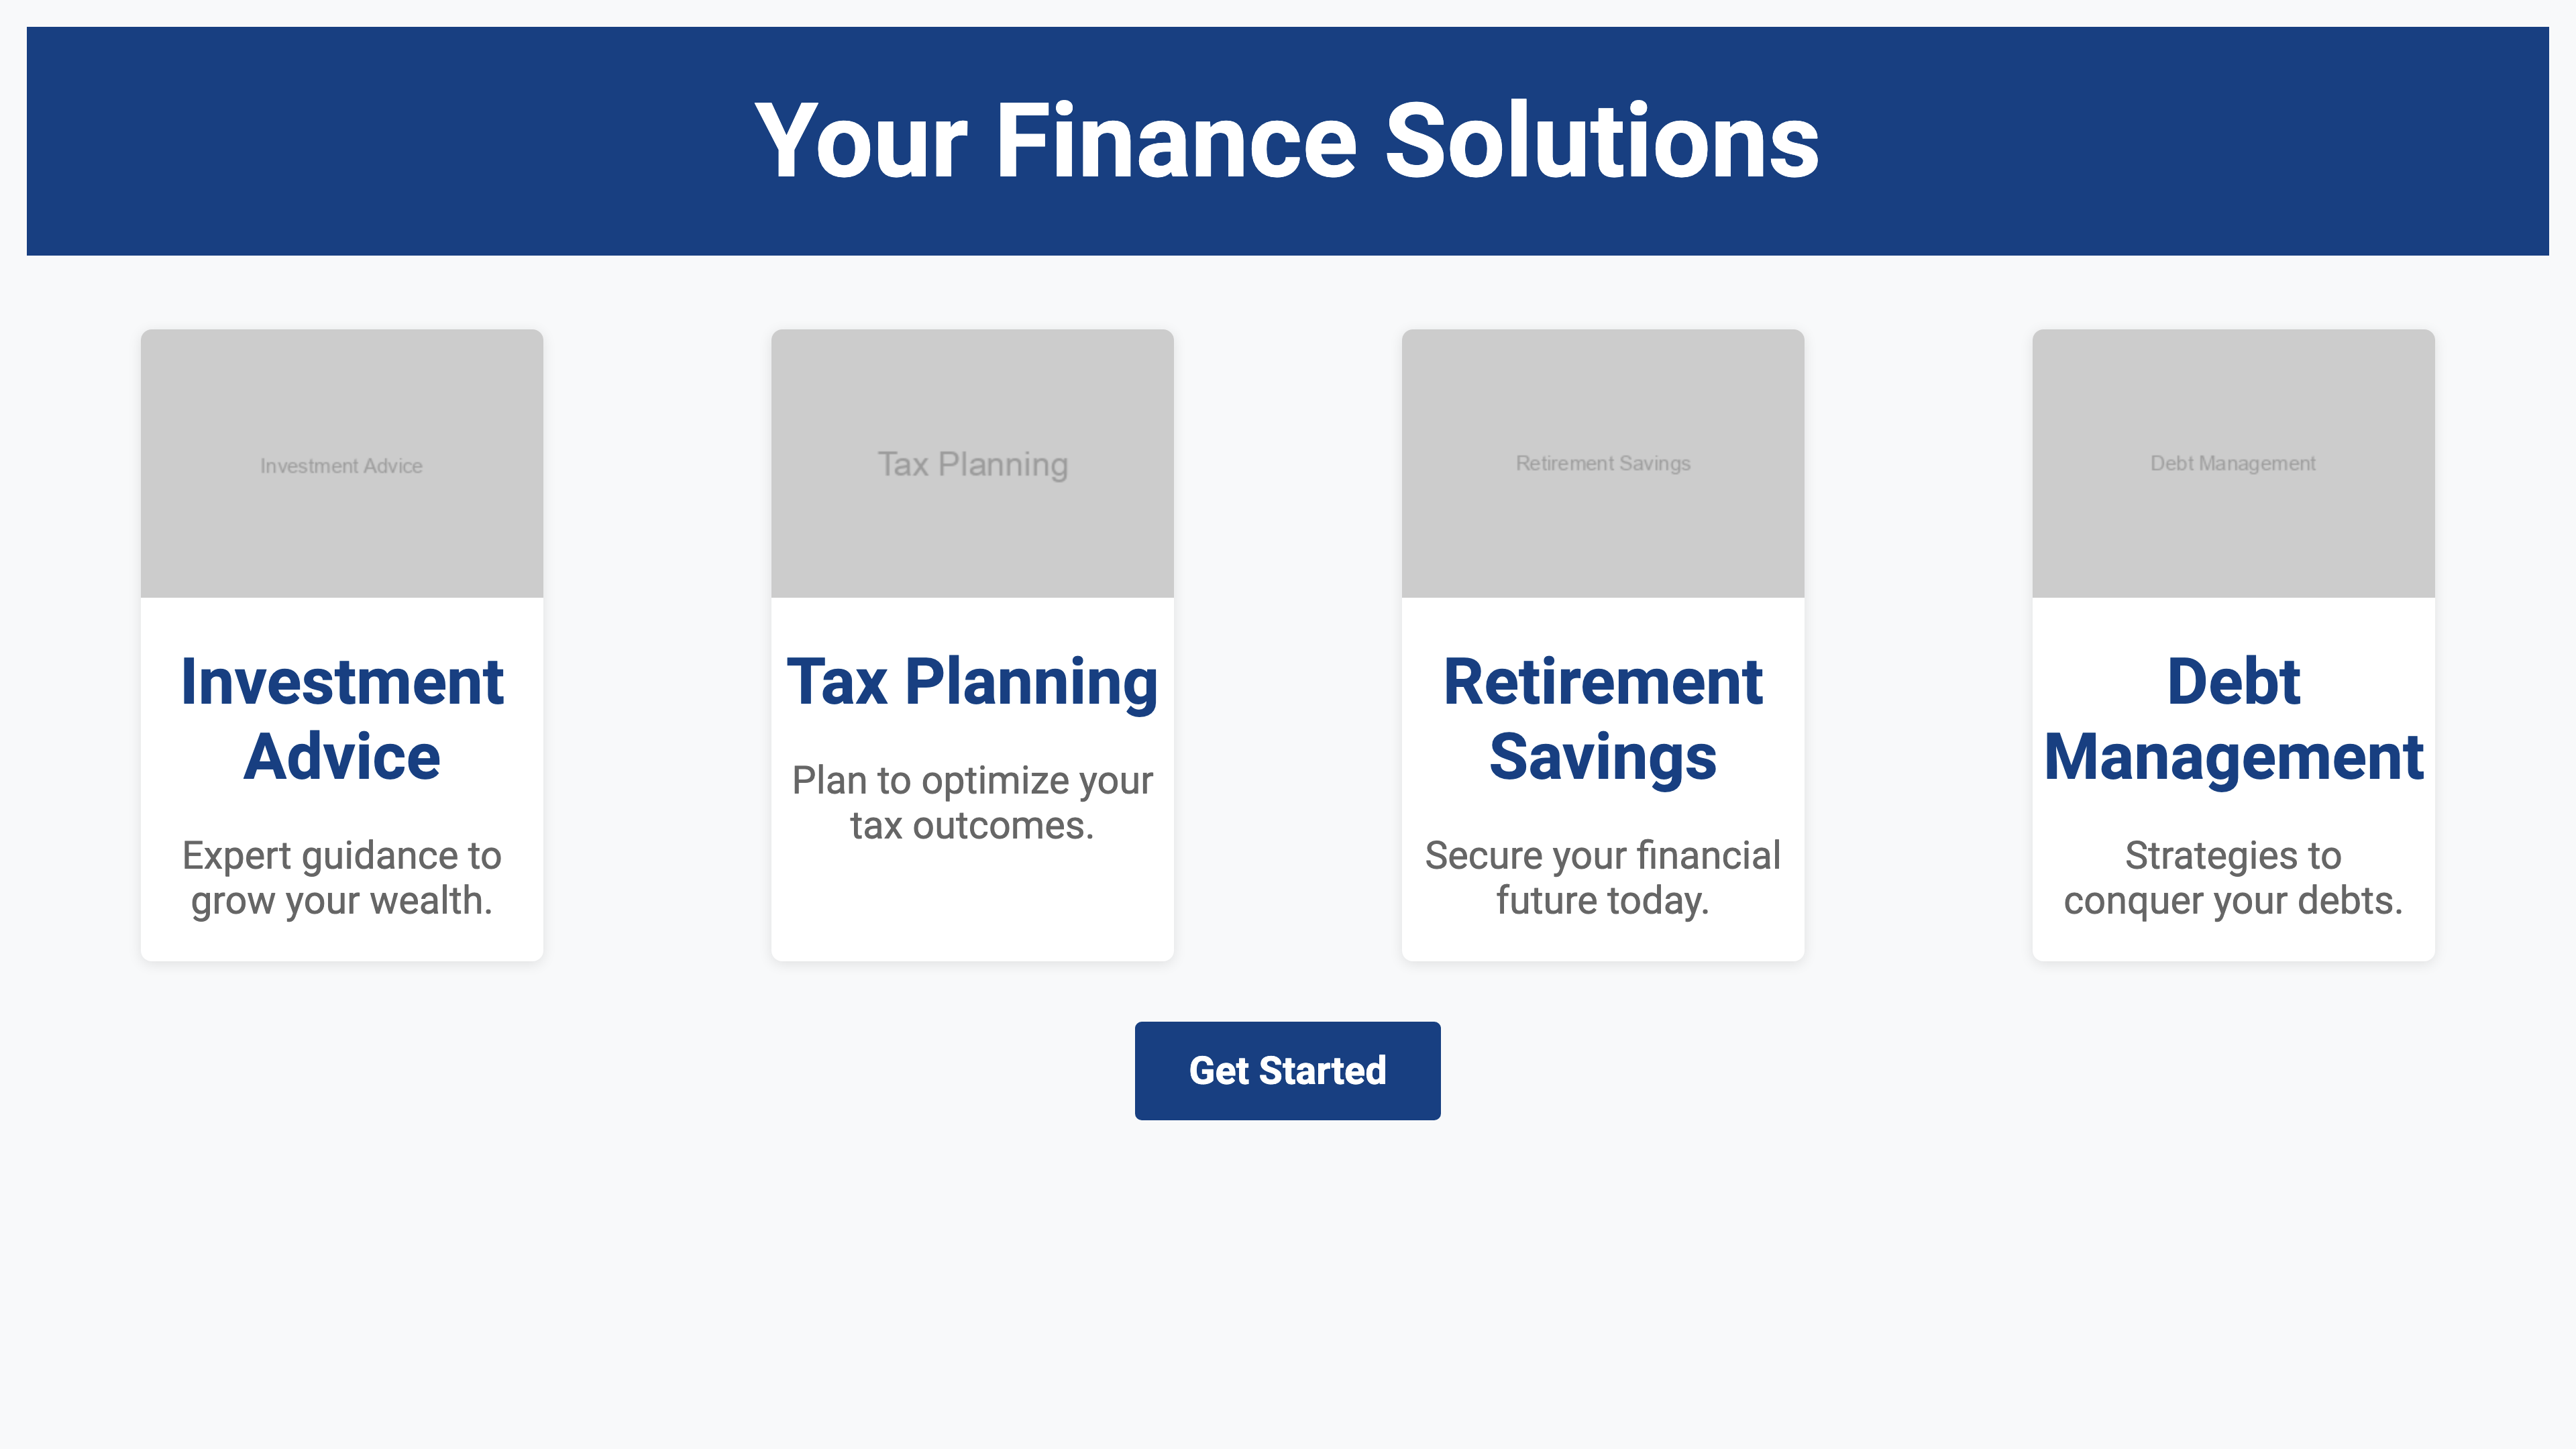 Your Finance Solutions
Investment Advice
Tax Planning
Retirement Savings
Debt Management
Investment
Advice
Expert guidance to
grow your wealth.
Tax Planning
Plan to optimize your
tax outcomes.
Retirement
Savings
Secure your financial
future today.
Debt
Management
Strategies to
conquer your debts.
Get Started